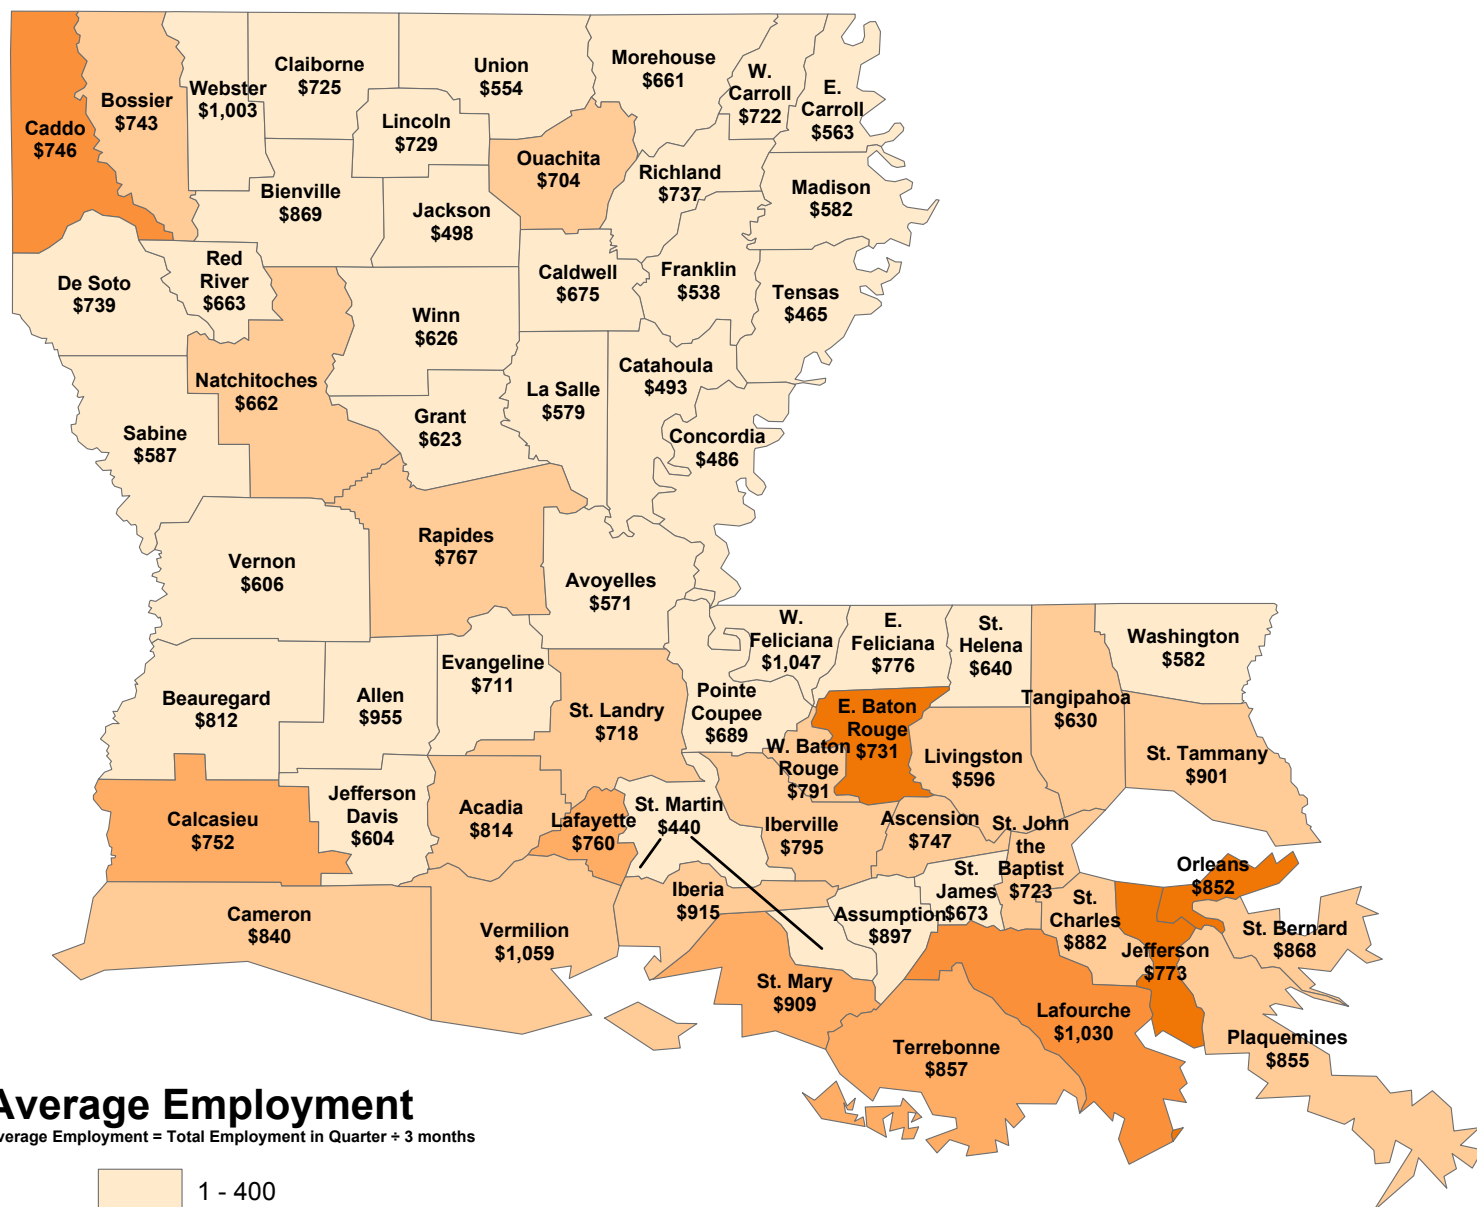 Caddo
$746
Bossier
$743
Webster
$1,003
Claiborne
$725
Union
$554
Morehouse
$661
W.
Carroll
$722
E.
Carroll
$563
Lincoln
$729
Ouachita
$704
Richland
$737
Madison
$582
Bienville
$869
Jackson
$498
De Soto
$739
Red
River
$663
Caldwell
$675
Franklin
$538
Tensas
$465
Winn
$626
Natchitoches
$662
Catahoula
$493
La Salle
$579
Grant
$623
Sabine
$587
Concordia
$486
Rapides
$767
Vernon
$606
Avoyelles
$571
W.
Feliciana
$1,047
E.
Feliciana
$776
St.
Helena
$640
Washington
$582
Evangeline
$711
Beauregard
$812
Allen
$955
Pointe
Coupee
$689
St. Landry
$718
E. Baton
Rouge
$731
Tangipahoa
$630
W. Baton
Rouge
$791
Livingston
$596
St. Tammany
$901
Calcasieu
$752
Jefferson
Davis
$604
Acadia
$814
Lafayette
$760
St. Martin
$440
Iberville
$795
Ascension
$747
St. John
the
Baptist
$723
Orleans
$852
St.
James
$673
Iberia
$915
Cameron
$840
Vermilion
$1,059
Assumption
$897
St.
Charles
$882
Jefferson
$773
St. Bernard
$868
St. Mary
$909
Lafourche
$1,030
Terrebonne
$857
Plaquemines
$855
Average Employment
verage Employment = Total Employment in Quarter ÷ 3 months
1 - 400